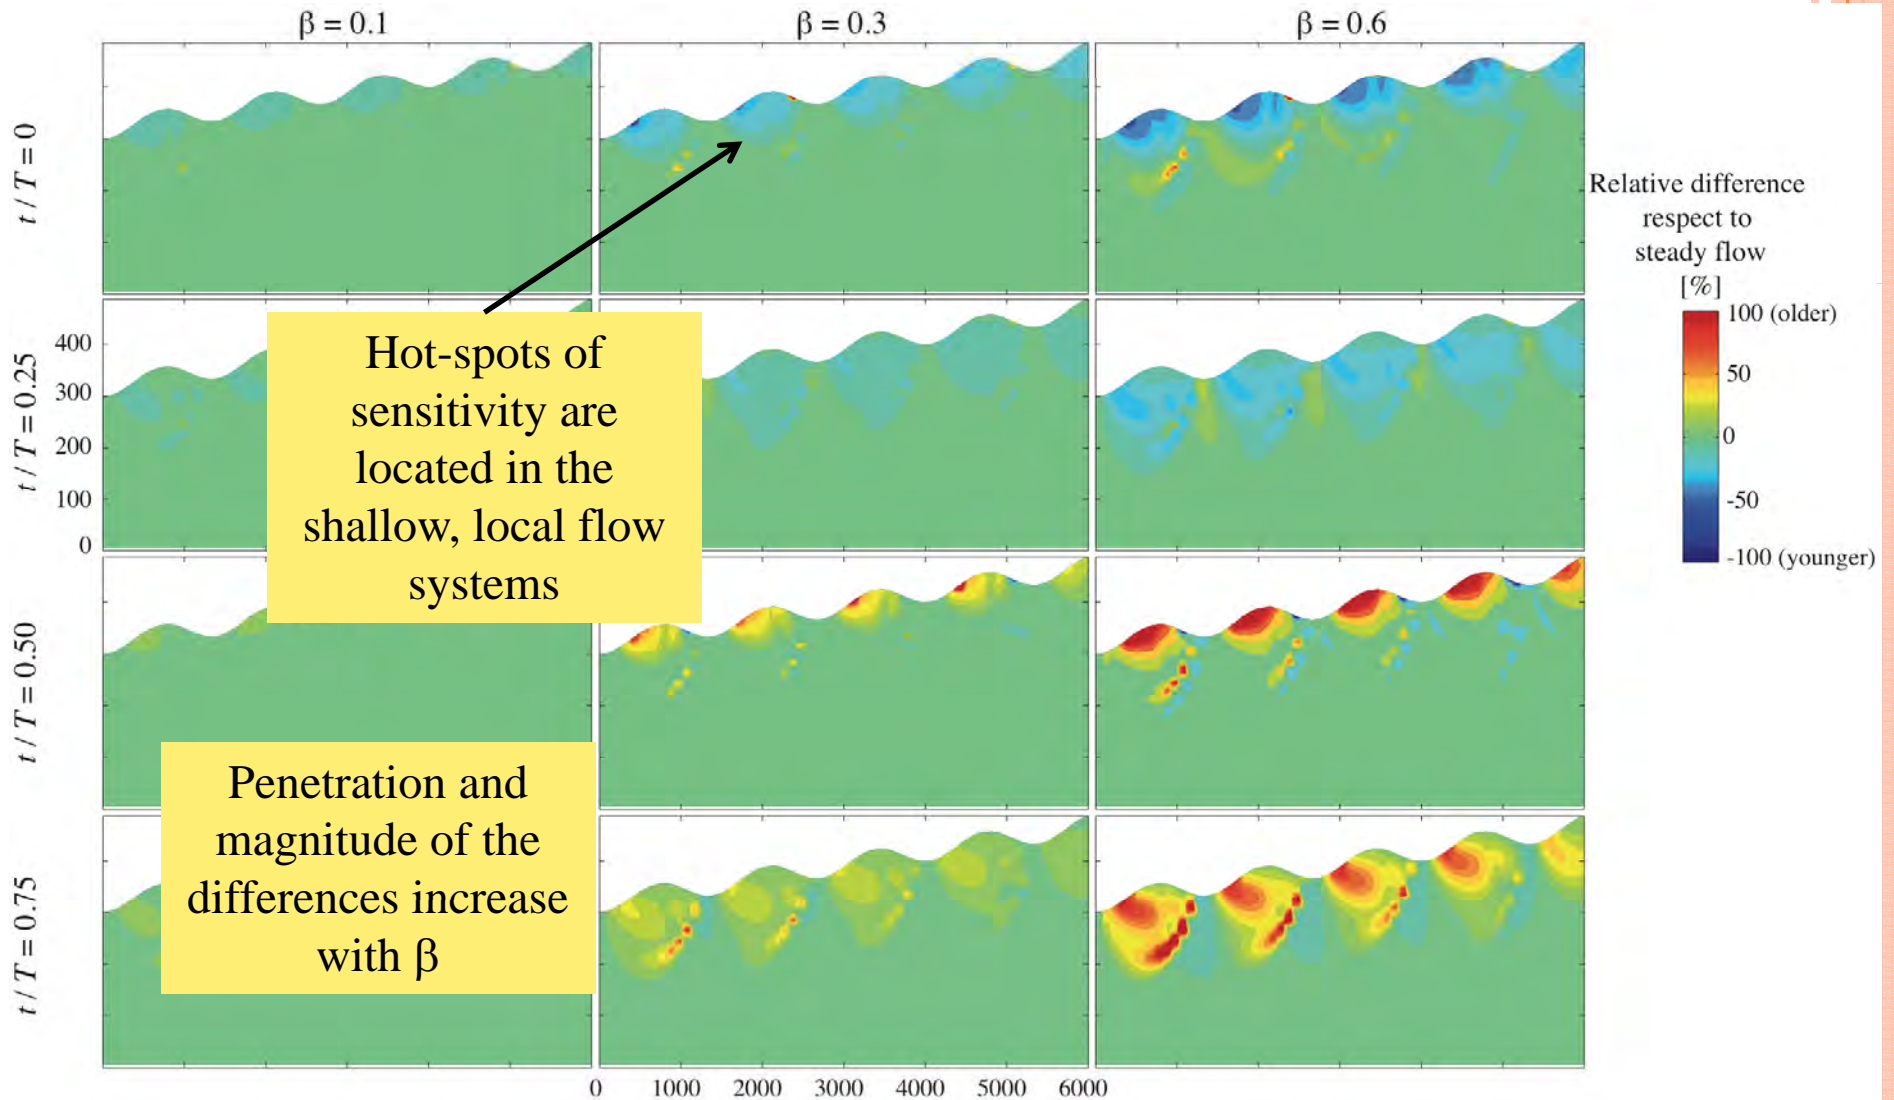 β = 0.1
β = 0.3
β = 0.6
t / T = 0
Relative difference
respect to
steady flow
[%]
100 (older)
50
0
-50
-100 (younger)
t / T = 0.25
400
300
200
100
0
Hot-spots of
sensitivity are
located in the
shallow, local flow
systems
t / T = 0.50
Penetration and
magnitude of the
differences increase
with β
t / T = 0.75
0 1000 2000 3000 4000 5000 6000